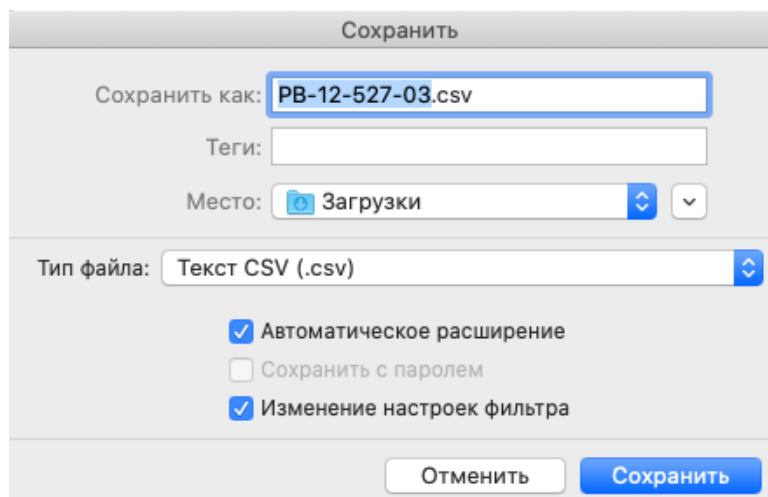 Сохранить
Сохранить как: PB-12-527-03.csv
Теги:
Место: Загрузки
Тип файла: Текст CSV (.csv)
Автоматическое расширение
Сохранить с паролем
Изменение настроек фильтра
Отменить Сохранить